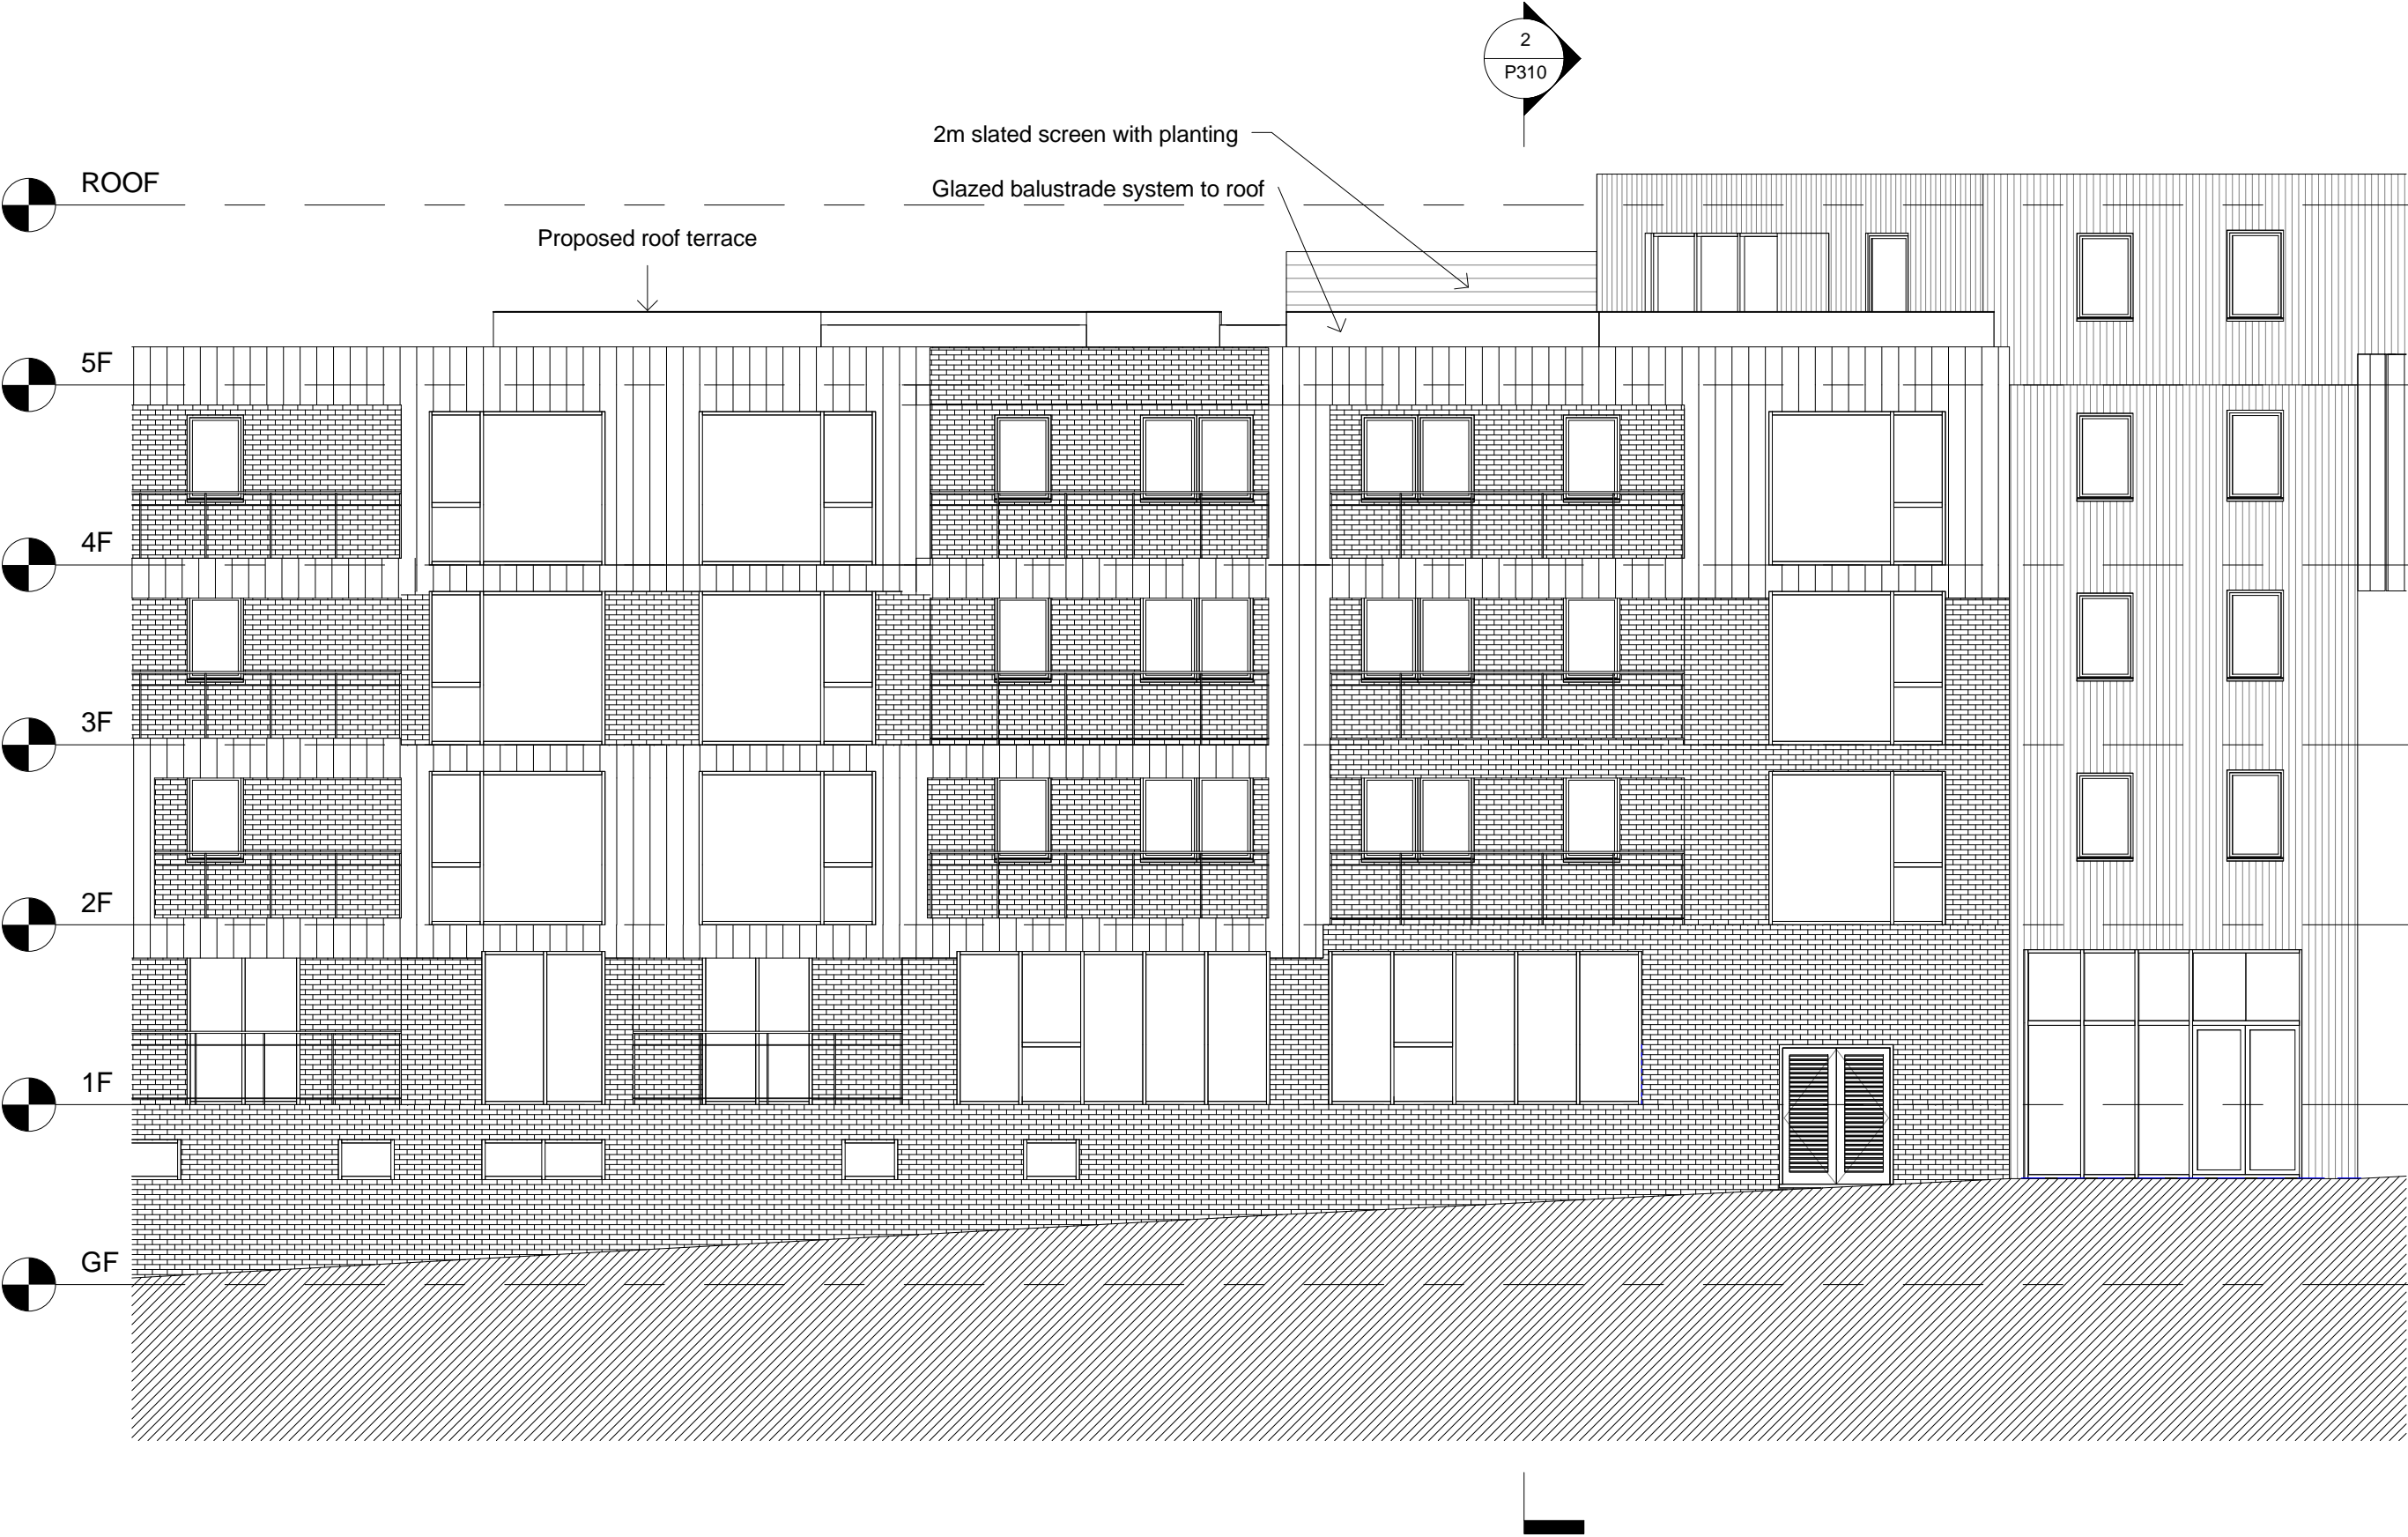 2
P310
2m slated screen with planting
ROOF
Glazed balustrade system to roof
Proposed roof terrace
5F
4F
3F
2F
1F
GF